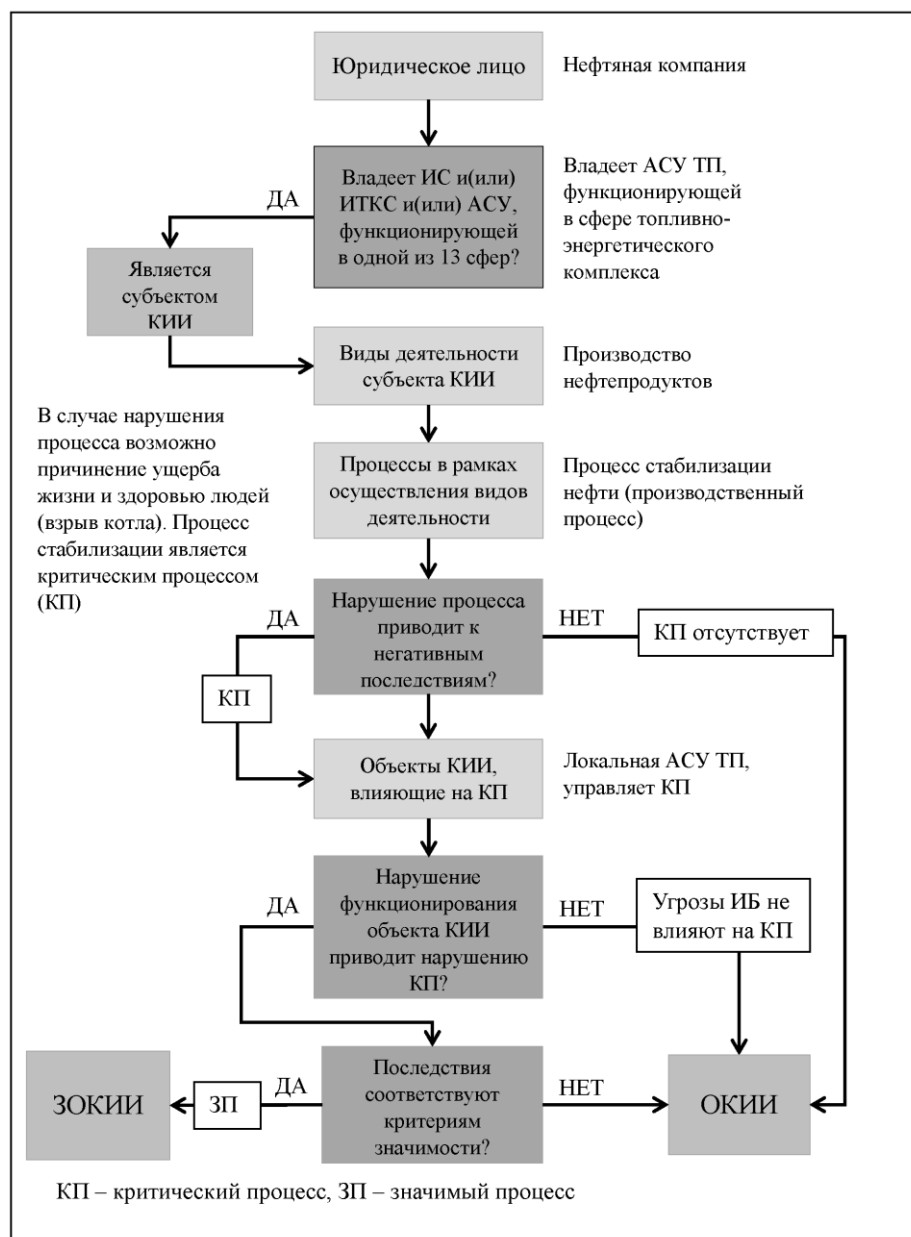 Юридическое лицо
Нефтяная компания
Владеет ИС и(или)
ИТКС и(или) АСУ,
функционирующей
в одной из 13 сфер?
Владеет АСУ ТП,
функционирующей
в сфере топливно-
энергетического
комплекса
ДА
Является
субъектом
КИИ
Виды деятельности
субъекта КИИ
Производство
нефтепродуктов
В случае нарушения
процесса возможно
причинение ущерба
жизни и здоровью людей
(взрыв котла). Процесс
стабилизации является
критическим процессом
(КП)
Процессы в рамках
осуществления видов
деятельности
Процесс стабилизации
нефти (производственный
процесс)
ДА
Нарушение процесса
приводит к
негативным
последствиям?
НЕТ
КП отсутствует
КП
Объекты КИИ,
влияющие на КП
Локальная АСУ ТП,
управляет КП
ДА
Нарушение
функционирования
объекта КИИ
приводит нарушению
КП?
НЕТ
Угрозы ИБ не
влияют на КП
ЗОКИИ
ЗП
ДА
Последствия
соответствуют
критериям
значимости?
НЕТ
ОКИИ
КП – критический процесс, ЗП – значимый процесс